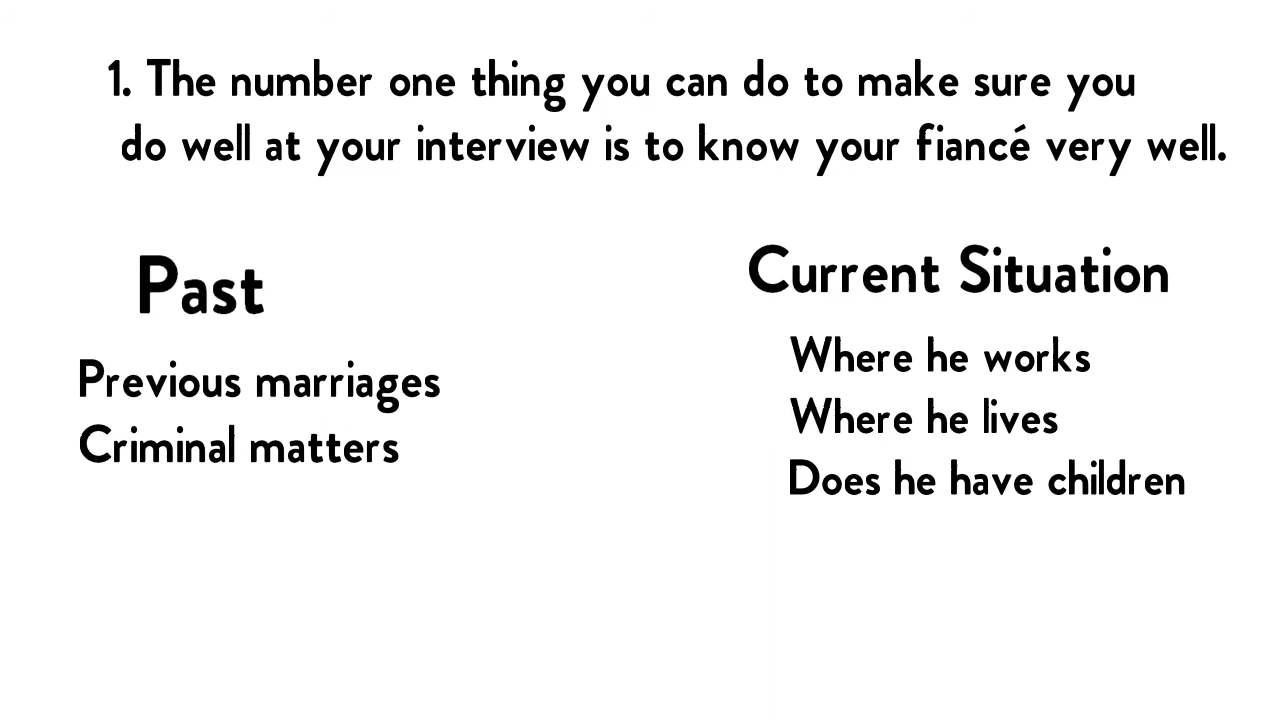 1. The number one thing you can do to make sure you
do well at your interview is to know your fiancé very well.
Past
Previous marriages
Criminal matters
Current Situation
Where he works
Where he lives
Does he have children